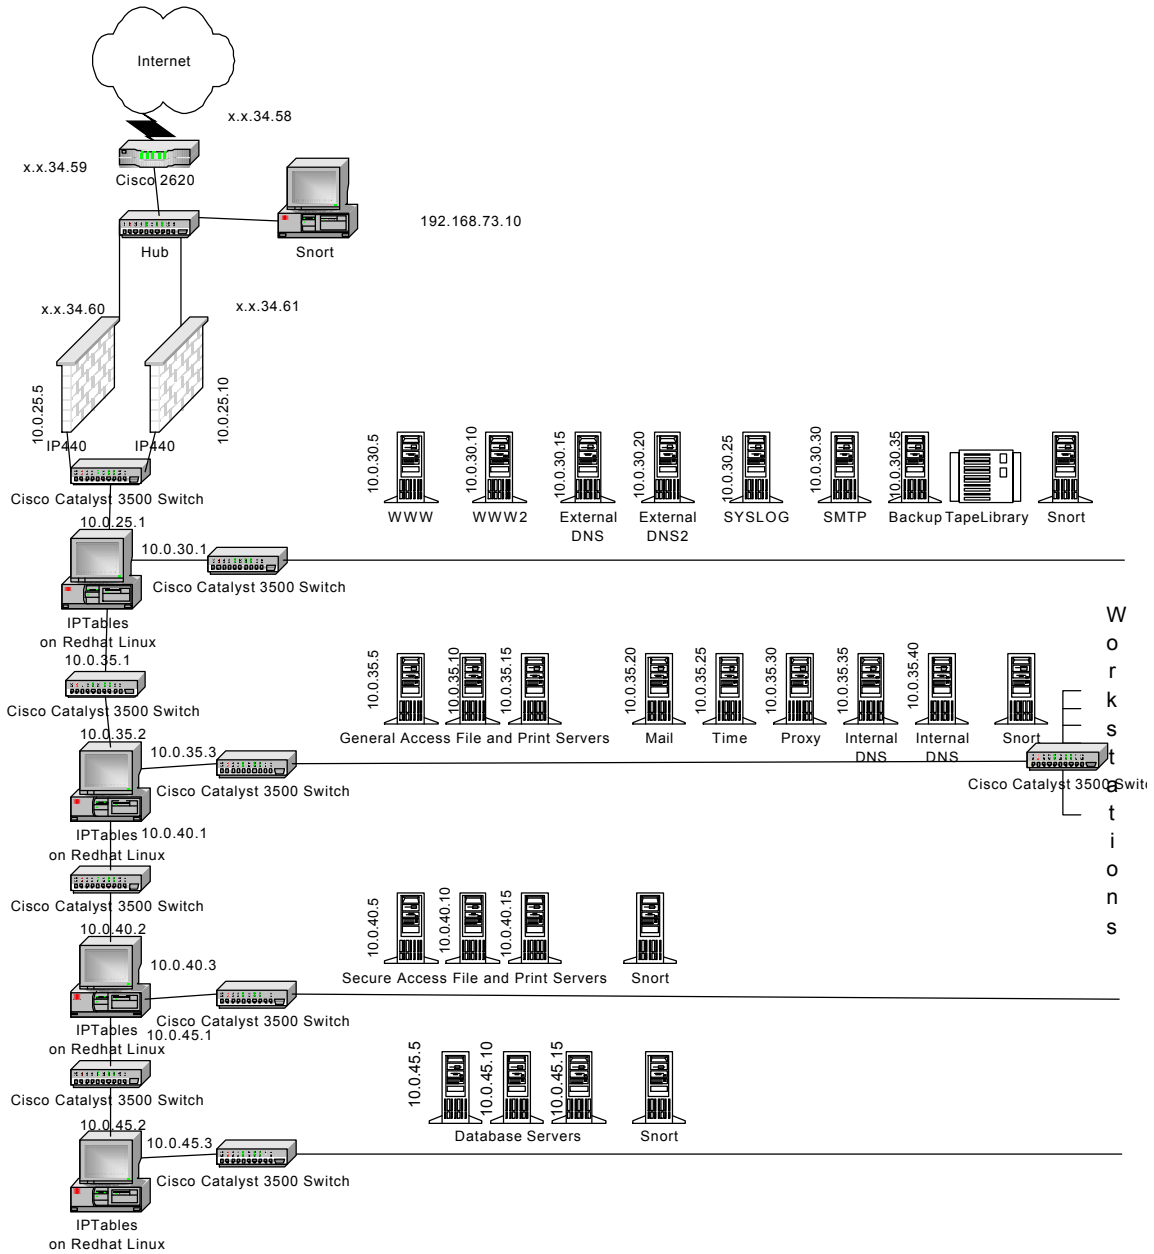 Internet
x.x.34.58
x.x.34.59
Cisco 2620
192.168.73.10
Hub
Snort
x.x.34.60
x.x.34.61
10.0.25.5
10.0.25.10
IP440
IP440
Cisco Catalyst 3500 Switch
10.0.30.5
10.0.30.10
10.0.30.15
10.0.30.20
10.0.30.25
10.0.30.30
10.0.30.35
WWW
WWW2
External
DNS
External
DNS2
SYSLOG
SMTP
Backup
TapeLibrary
Snort
10.0.25.1
10.0.30.1
Cisco Catalyst 3500 Switch
IPTables
on Redhat Linux
10.0.35.1
Cisco Catalyst 3500 Switch
10.0.35.5
10.0.35.10
10.0.35.15
10.0.35.20
10.0.35.25
10.0.35.30
10.0.35.35
10.0.35.40
General Access File and Print Servers
Mail
Time
Proxy
Internal
DNS
Internal
DNS
Snort
Workstations
10.0.35.2
10.0.35.3
Cisco Catalyst 3500 Switch
Cisco Catalyst 3500 Swit
IPTables
on Redhat Linux
10.0.40.1
Cisco Catalyst 3500 Switch
10.0.40.5
10.0.40.10
10.0.40.15
Secure Access File and Print Servers
Snort
10.0.40.2
10.0.40.3
Cisco Catalyst 3500 Switch
IPTables
on Redhat Linux
10.0.45.1
Cisco Catalyst 3500 Switch
10.0.45.5
10.0.45.10
10.0.45.15
Database Servers
Snort
10.0.45.2
10.0.45.3
Cisco Catalyst 3500 Switch
IPTables
on Redhat Linux